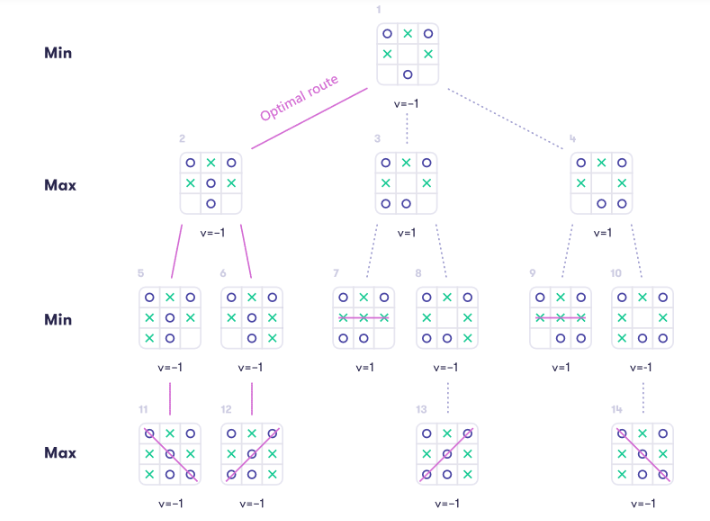 1
Min
O X O
X X
O
Optimal route
v=-1
2 3 4
Max
O X O O X O O X O
X O X X X X X
O O O O O
v=-1 v=1 v=1
5 6 7 8 9 10
Min
O X O O X O O X O O X O O X O O X O
X O X X O X X X X X X X X X X X
X O O X O O O O X O O X O O
v=-1 v=-1 v=1 v=-1 v=1 v=-1
11 12 13 14
Max
O X O O X O O X O O X O
X O X X O X X O X X O X
X O O O O X O O X X O O
v=-1 v=-1 v=-1 v=-1